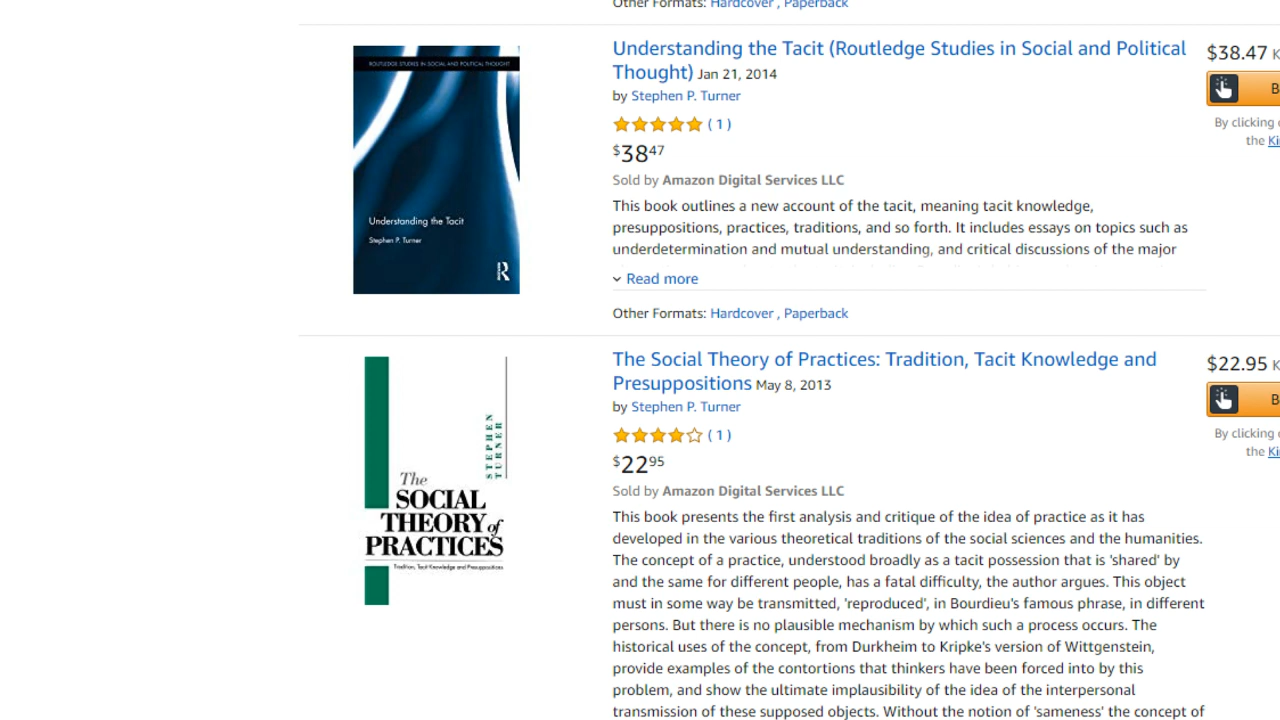 Other Formats: Hardcover , Paperback
ROUTLEDGE STUDIES IN SOCIAL AND POLITICAL THOUGHT
Understanding the Tacit
Stephen P. Turner
R
Understanding the Tacit (Routledge Studies in Social and Political
Thought) Jan 21, 2014
by Stephen P. Turner
( 1 )
$38.47 K
B
By clicking
the Ki
$38 47
Sold by Amazon Digital Services LLC
This book outlines a new account of the tacit, meaning tacit knowledge,
presuppositions, practices, traditions, and so forth. It includes essays on topics such as
underdetermination and mutual understanding, and critical discussions of the major
Read more
Other Formats: Hardcover , Paperback
STEPHEN
TURNER
The
SOCIAL
THEORY of
PRACTICES
Tradition, Tacit Knowledge and Presuppositions
The Social Theory of Practices: Tradition, Tacit Knowledge and
Presuppositions May 8, 2013
by Stephen P. Turner
( 1 )
$22.95 K
B
By clicking
the Ki
$22 95
Sold by Amazon Digital Services LLC
This book presents the first analysis and critique of the idea of practice as it has
developed in the various theoretical traditions of the social sciences and the humanities.
The concept of a practice, understood broadly as a tacit possession that is 'shared' by
and the same for different people, has a fatal difficulty, the author argues. This object
must in some way be transmitted, 'reproduced', in Bourdieu's famous phrase, in different
persons. But there is no plausible mechanism by which such a process occurs. The
historical uses of the concept, from Durkheim to Kripke's version of Wittgenstein,
provide examples of the contortions that thinkers have been forced into by this
problem, and show the ultimate implausibility of the idea of the interpersonal
transmission of these supposed objects. Without the notion of 'sameness' the concept of